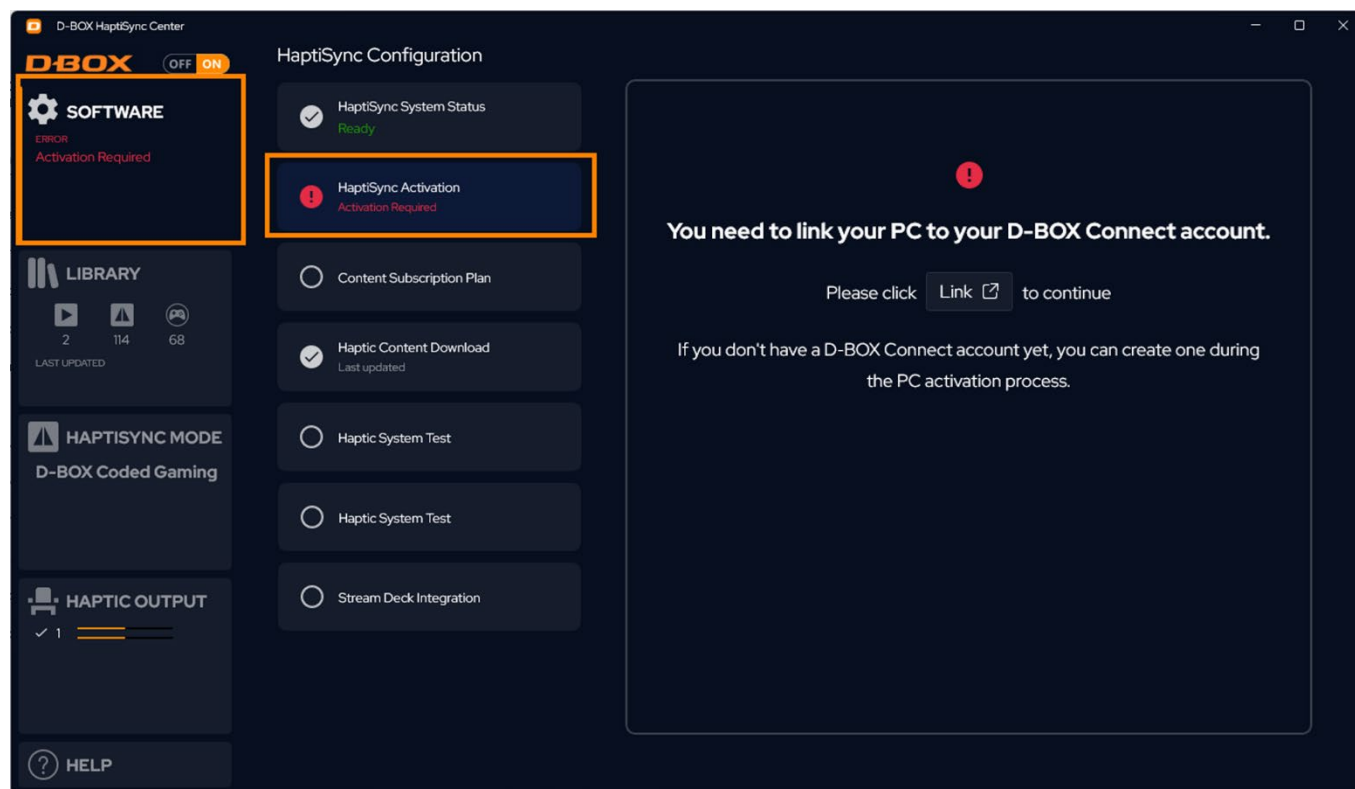 D-BOX HaptiSync Center
D-BOX
OFF ON
SOFTWARE
ERROR
Activation Required
LIBRARY
2 114 68
LAST UPDATED
HAPTISYNC MODE
D-BOX Coded Gaming
HAPTIC OUTPUT
1
HELP
HaptiSync Configuration
HaptiSync System Status
Ready
HaptiSync Activation
Activation Required
Content Subscription Plan
Haptic Content Download
Last updated
Haptic System Test
Haptic System Test
Stream Deck Integration
You need to link your PC to your D-BOX Connect account.
Please click Link to continue
If you don't have a D-BOX Connect account yet, you can create one during
the PC activation process.